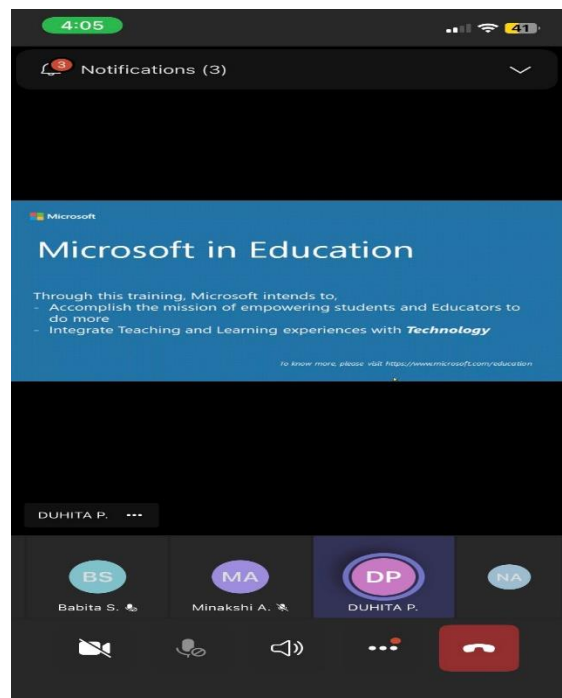 4:05
41
3
Notifications (3)
Microsoft
Microsoft in Education
Through this training, Microsoft intends to,
- Accomplish the mission of empowering students and Educators to
do more
- Integrate Teaching and Learning experiences with Technology
To know more, please visit https://www.microsoft.com/education
DUHITA P. •••
BS
MA
DP
NA
Babita S.
Minakshi A.
DUHITA P.